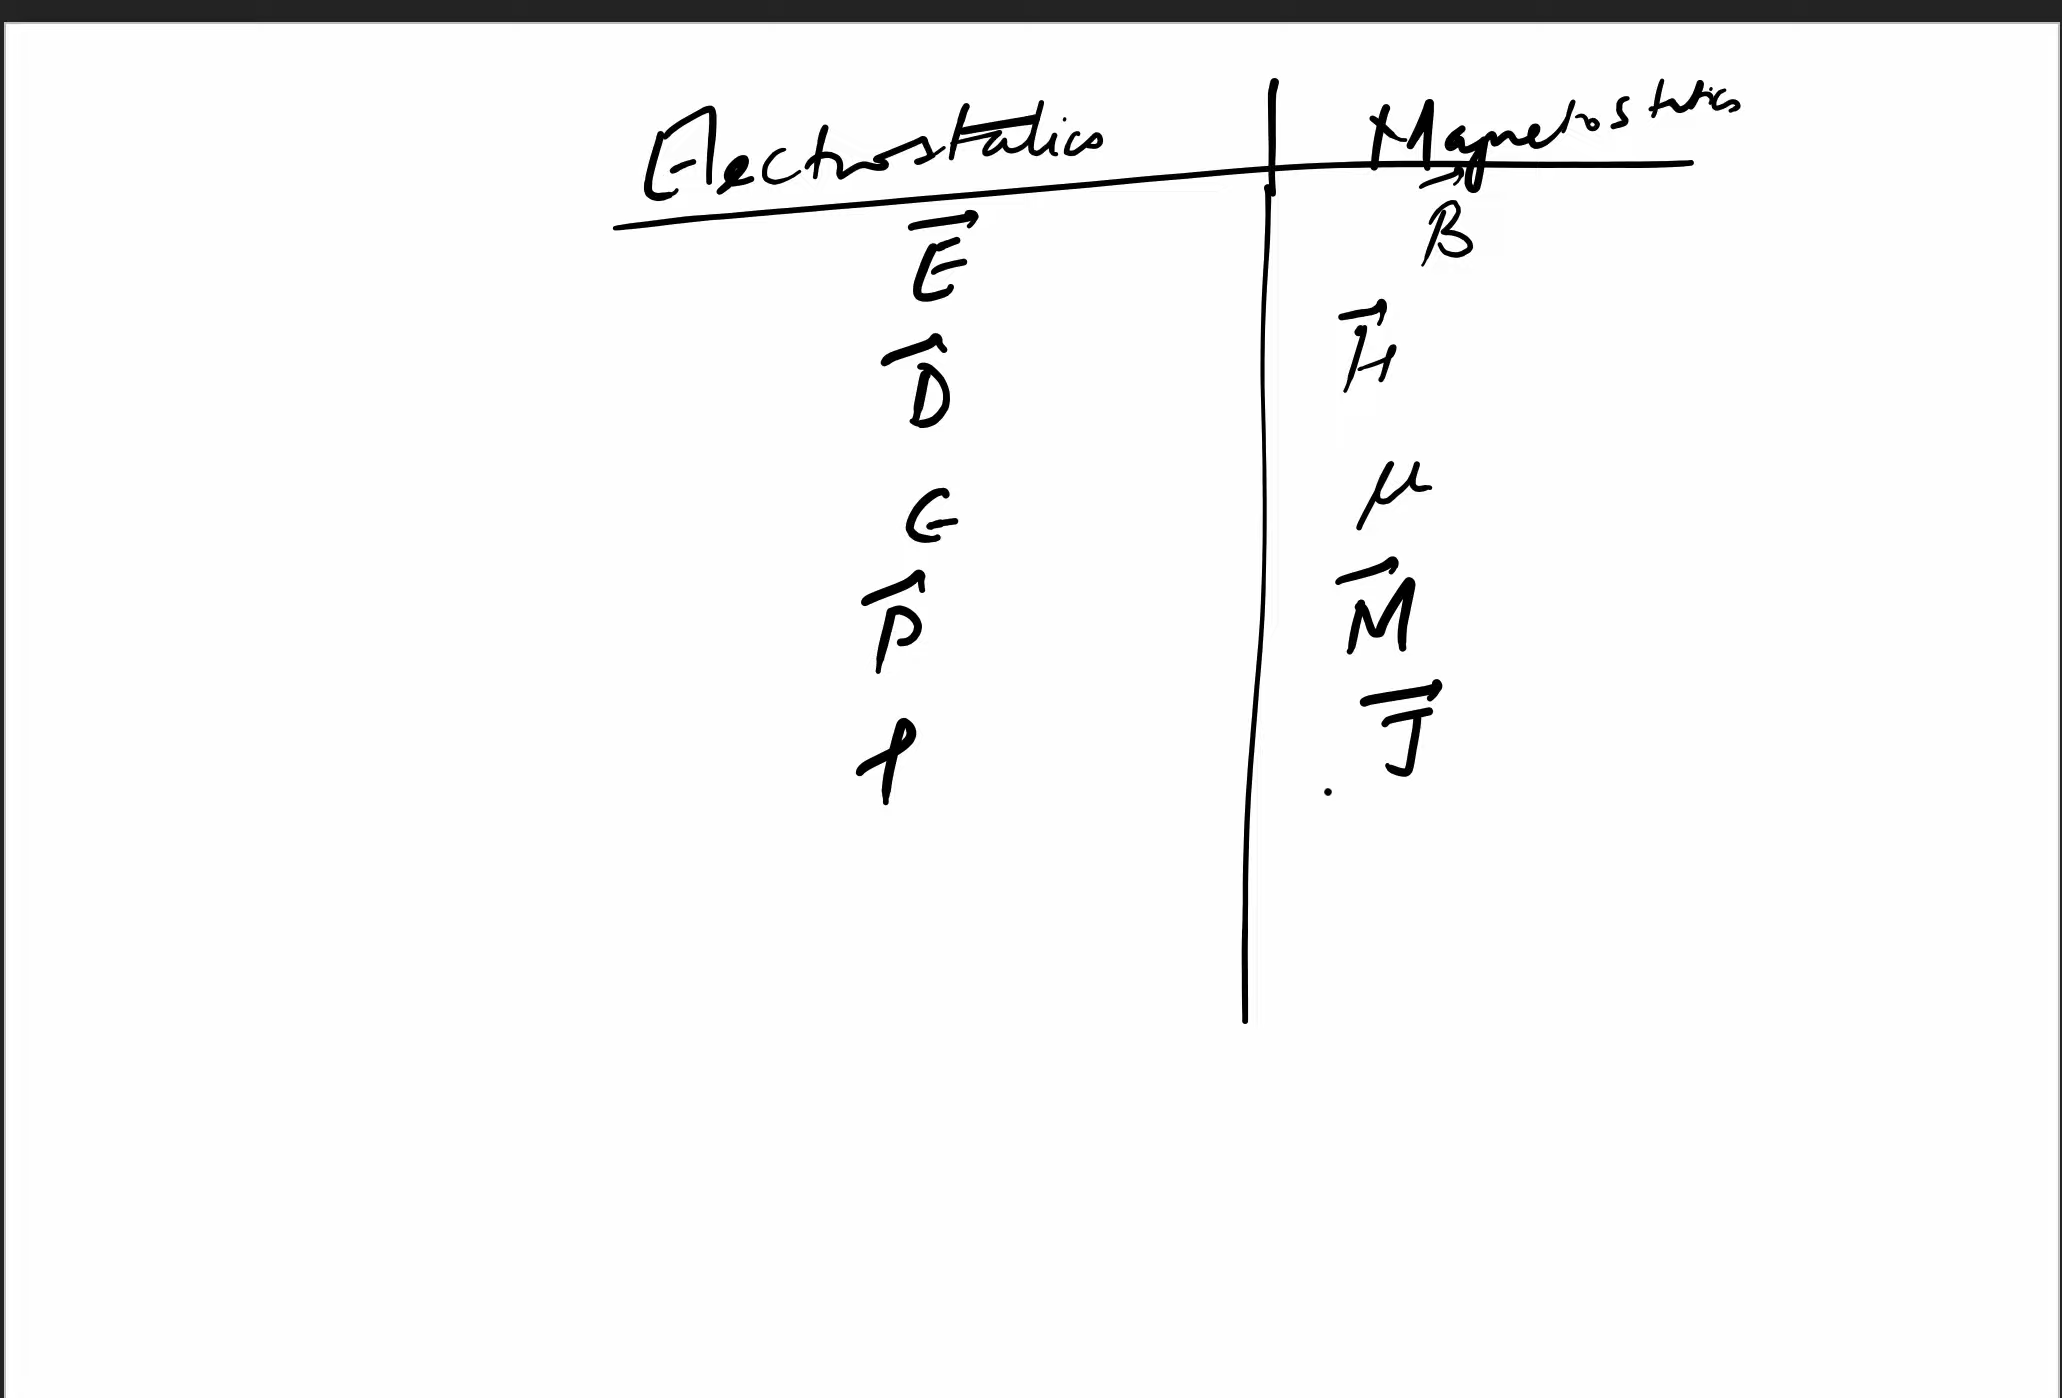 Electrostatics Magnetostatics
E⃗ B⃗
D⃗ H⃗
ϵ μ
P⃗ M⃗
ρ J⃗